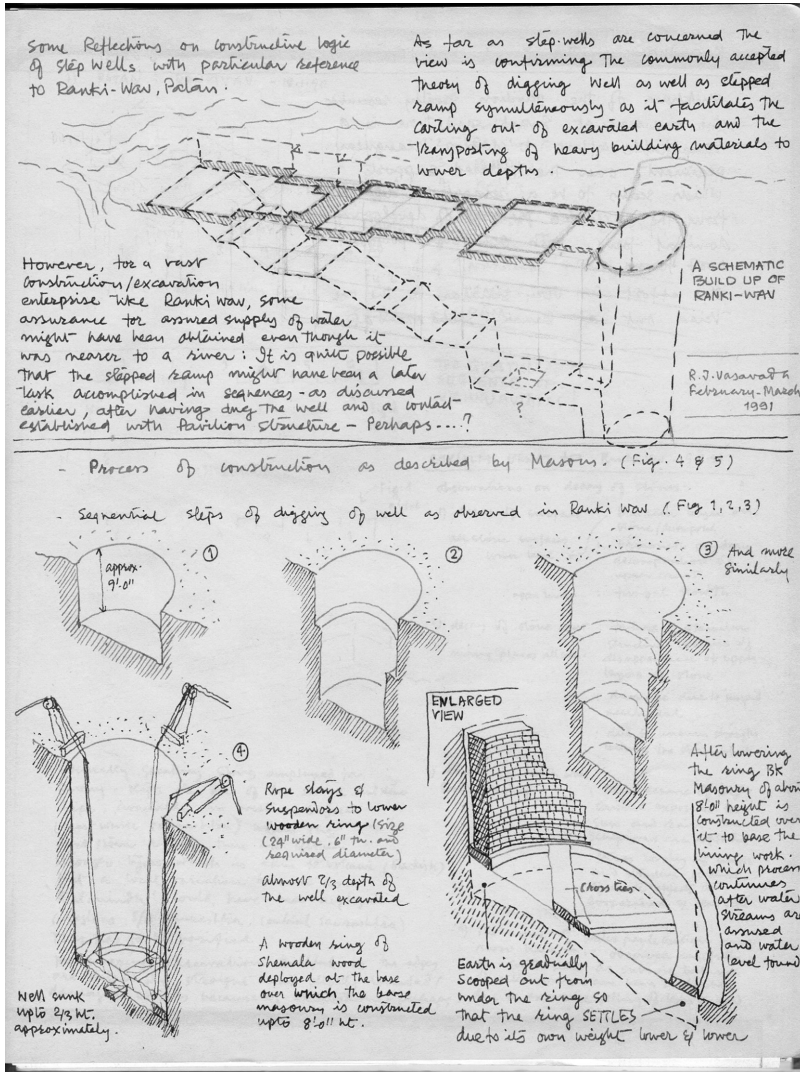 Some Reflections on constructive logic
of step wells with particular reference
to Ranki-Wav, Patan.
As far as step-wells are concerned the
view is confirming the commonly accepted
theory of digging well as well as stepped
ramp symultaneously as it facilitates the
carting out of excavated earth and the
transporting of heavy building materials to
lower depths.
However, for a vast
construction/excavation
enterprise like Ranki wav, some
assurance for assured supply of water
might have been obtained even though it
was nearer to a river: It is quite possible
that the stepped ramp might have been a later
task accomplished in sequences - as discussed
earlier, after having dug the well and a contact
established with Pavilion structure - Perhaps....?
?
A SCHEMATIC
BUILD UP OF
RANKI-WAV
R.J. Vasavada
February-March
1991
- Process of construction as described by Masons. (Fig. 4 & 5)
- Sequential steps of digging of well as observed in Ranki Wav (Fig 1,2,3)
1
approx.
9'-0"
2
3
And more
similarly
4.
Rope stays &
suspendors to lower
wooden ring (size
(24" wide, 6" th. and
required diameter)
almost 2/3 depth of
the well excavated
A wooden ring of
Shemala wood
deployed at the base
over which the base
masonry is constructed
upto 8'0" ht.
Well sunk
upto 2/3 ht.
approximately.
ENLARGED
VIEW
Cross ties
Earth is gradually
scooped out from
under the ring so
that the ring SETTLES
due to its own weight lower & lower
After lowering
the ring Bk
Masonry of abou
8'0" height is
constructed over
it to base the
lining work.
which process
continues
after water
streams are
assured
and water
level found